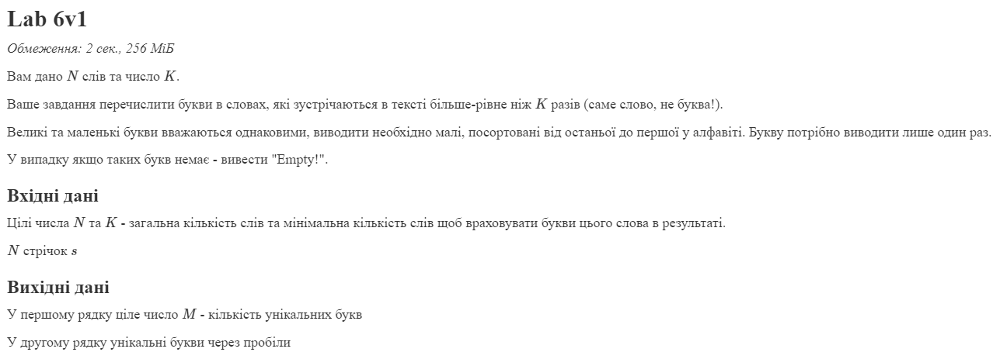 Lab 6v1
Обмеження: 2 сек., 256 МіБ
Вам дано N слів та число K.
Ваше завдання перечислити букви в словах, які зустрічаються в тексті більше-рівне ніж K разів (саме слово, не буква!).
Великі та маленькі букви вважаються однаковими, виводити необхідно малі, посортовані від останьої до першої у алфавіті. Букву потрібно виводити лише один раз.
У випадку якщо таких букв немає - вивести "Empty!".
Вхідні дані
Цілі числа N та K - загальна кількість слів та мінімальна кількість слів щоб враховувати букви цього слова в результаті.
N стрічок s
Вихідні дані
У першому рядку ціле число M - кількість унікальних букв
У другому рядку унікальні букви через пробіли